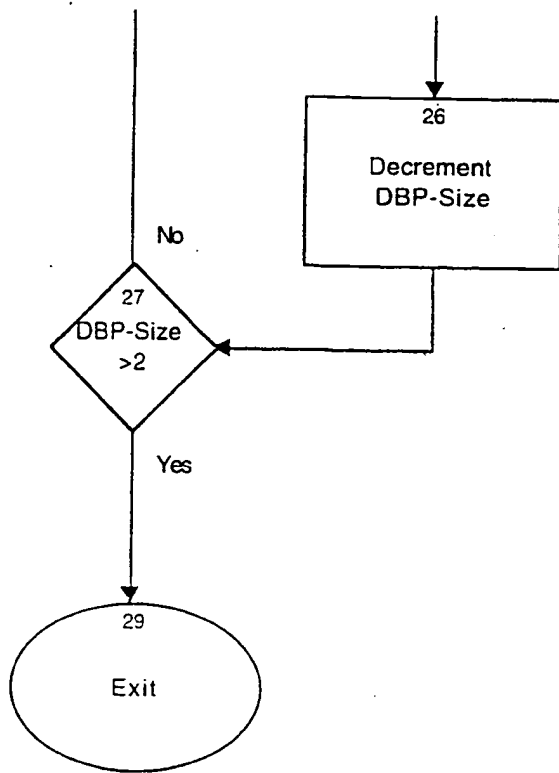 26
Decrement
DBP-Size
No
27
DBP-Size
>2
Yes
29
Exit